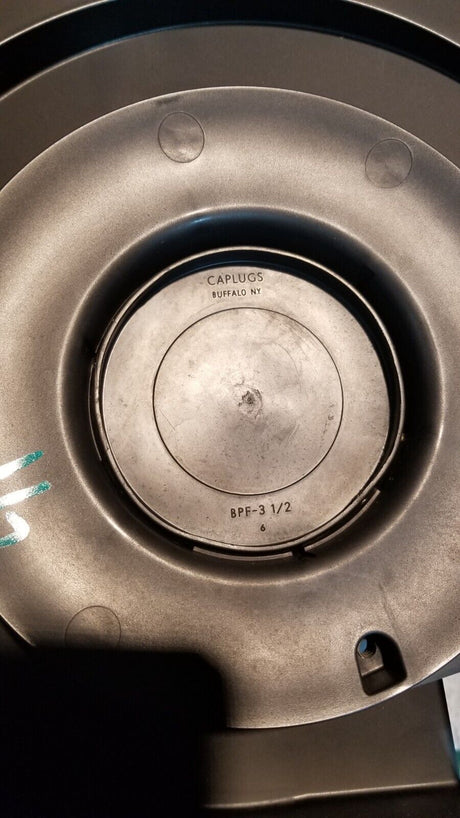 CAPLUGS
BUFFALO NY
BPF-3 1/2
6